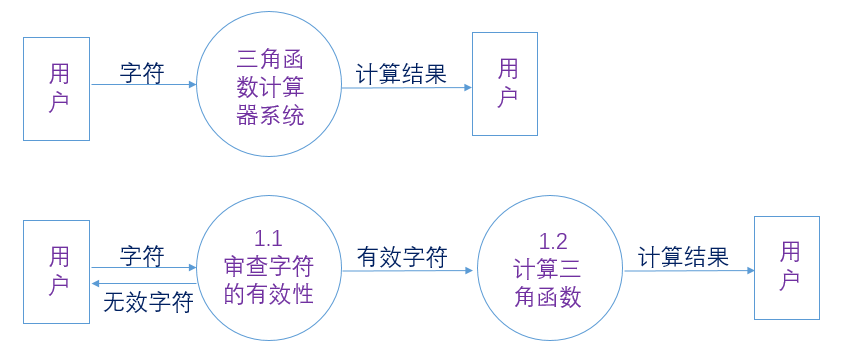 用
户
字符
三角函
数计算
器系统
计算结果
用
户
用
户
字符
无效字符
1.1
审查字符
的有效性
有效字符
1.2
计算三
角函数
计算结果
用
户